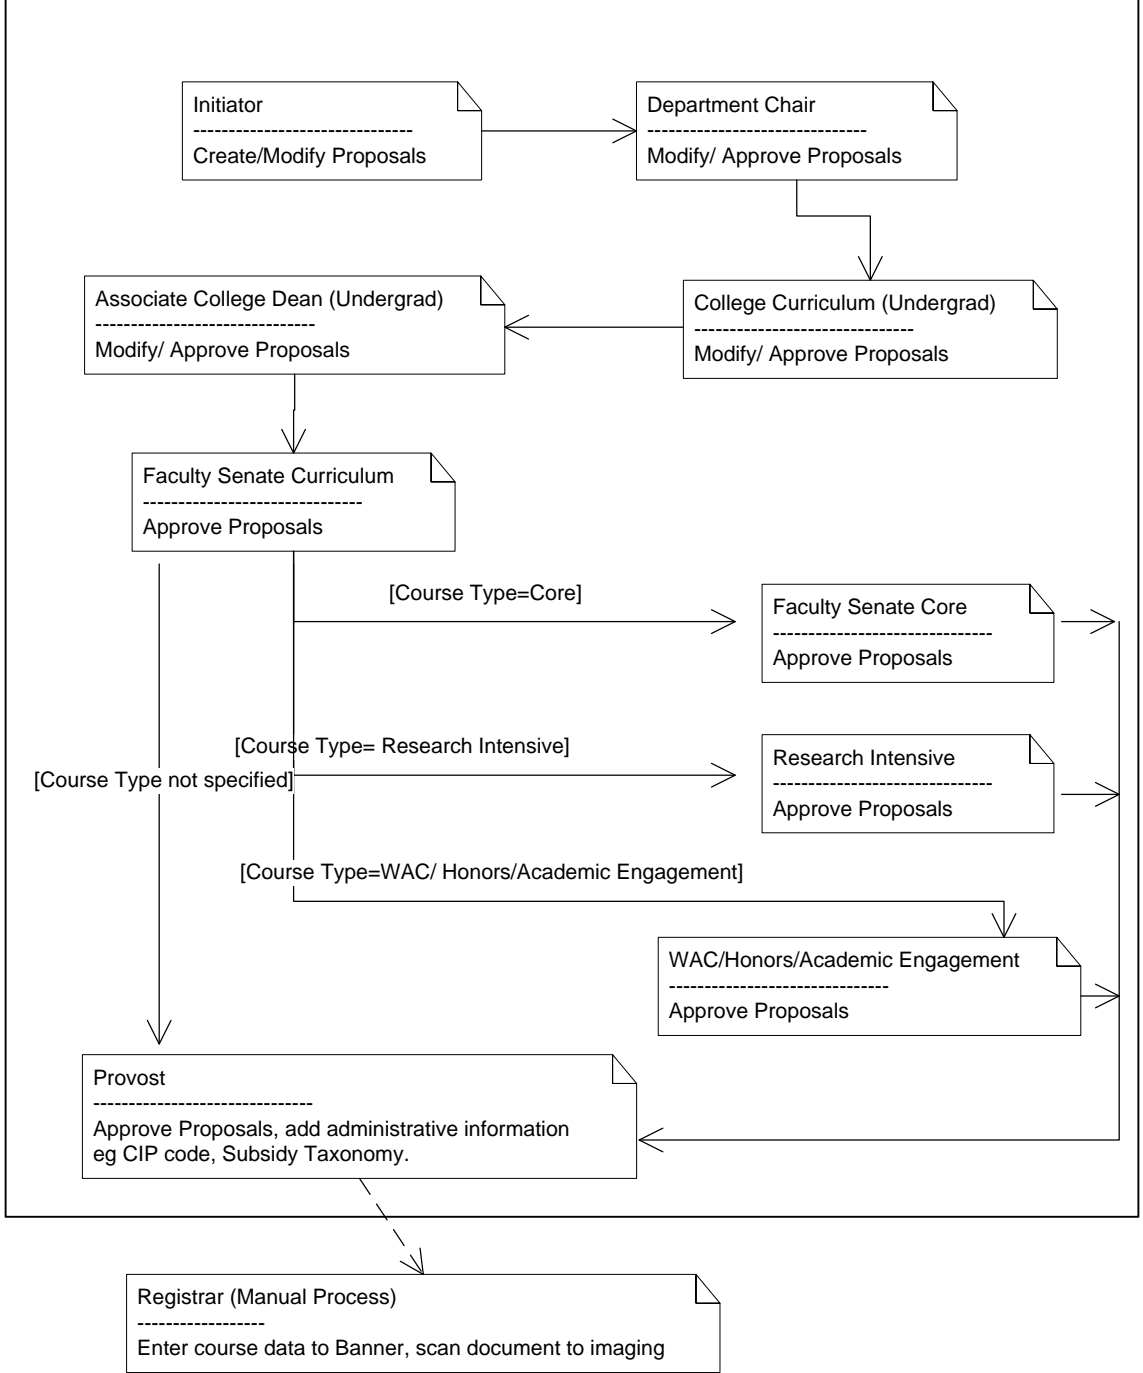 Initiator
-------------------------------
Create/Modify Proposals
Department Chair
-------------------------------
Modify/ Approve Proposals
Associate College Dean (Undergrad)
-------------------------------
Modify/ Approve Proposals
College Curriculum (Undergrad)
-------------------------------
Modify/ Approve Proposals
Faculty Senate Curriculum
-------------------------------
Approve Proposals
[Course Type=Core]
Faculty Senate Core
-------------------------------
Approve Proposals
[Course Type= Research Intensive]
Research Intensive
-------------------------------
Approve Proposals
[Course Type not specified]
[Course Type=WAC/ Honors/Academic Engagement]
WAC/Honors/Academic Engagement
-------------------------------
Approve Proposals
Provost
-------------------------------
Approve Proposals, add administrative information
eg CIP code, Subsidy Taxonomy.
Registrar (Manual Process)
------------------
Enter course data to Banner, scan document to imaging